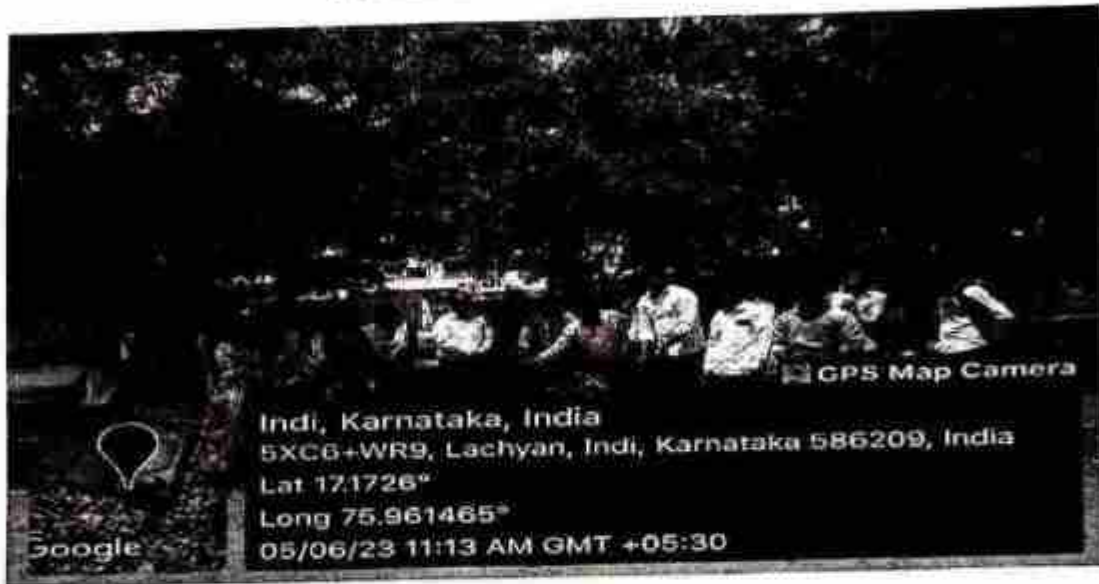 GPS Map Camera
Indi, Karnataka, India
5XC6+WR9, Lachyan, Indi, Karnataka 586209, India
Lat 17.1726°
Long 75.961465°
05/06/23 11:13 AM GMT +05:30
Google